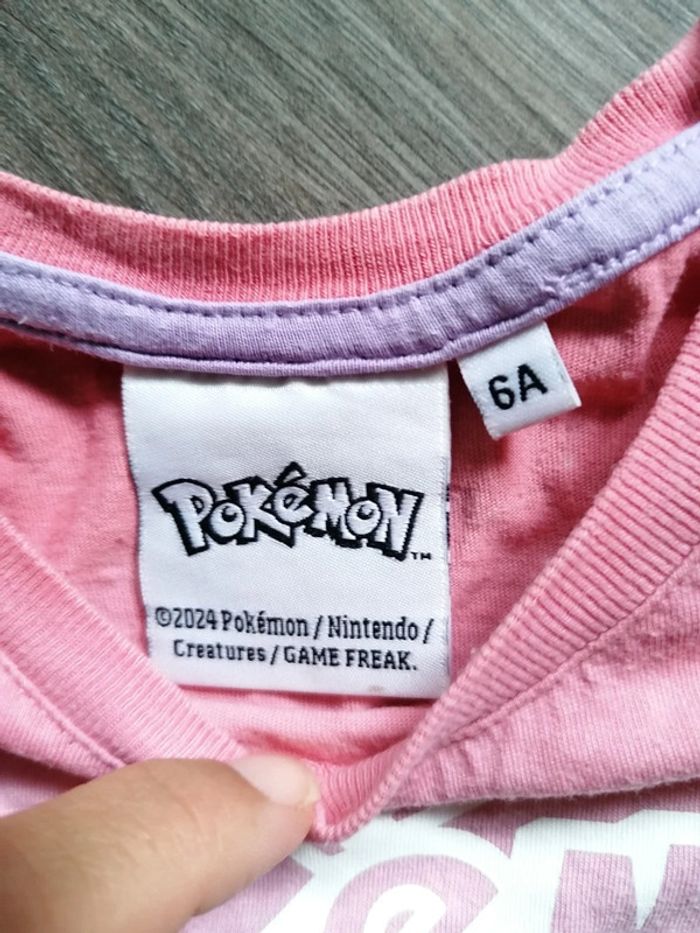 6A
POKéMON™
©2024 Pokémon / Nintendo /
Creatures / GAME FREAK.